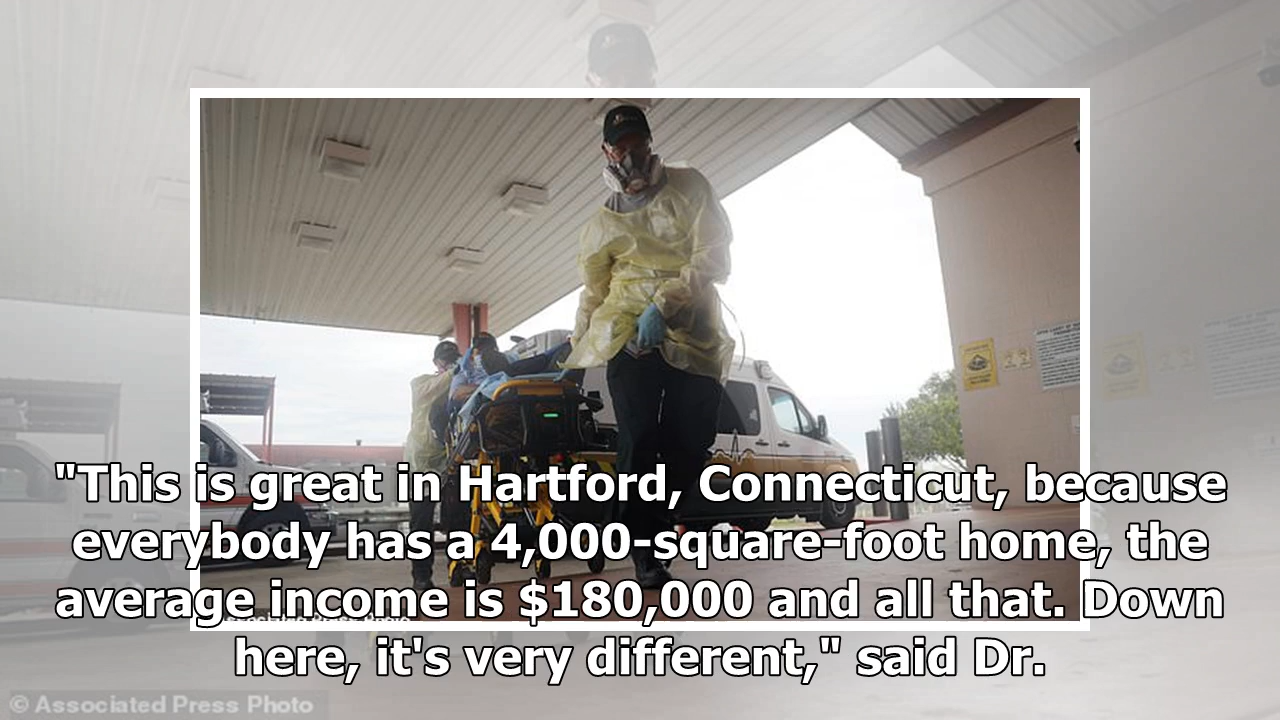 "This is great in Hartford, Connecticut, because
everybody has a 4,000-square-foot home, the
average income is $180,000 and all that. Down
here, it's very different," said Dr.
© Associated Press Photo